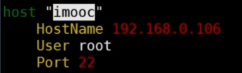 host "imooc"
HostName 192.168.0.106
User root
Port 22